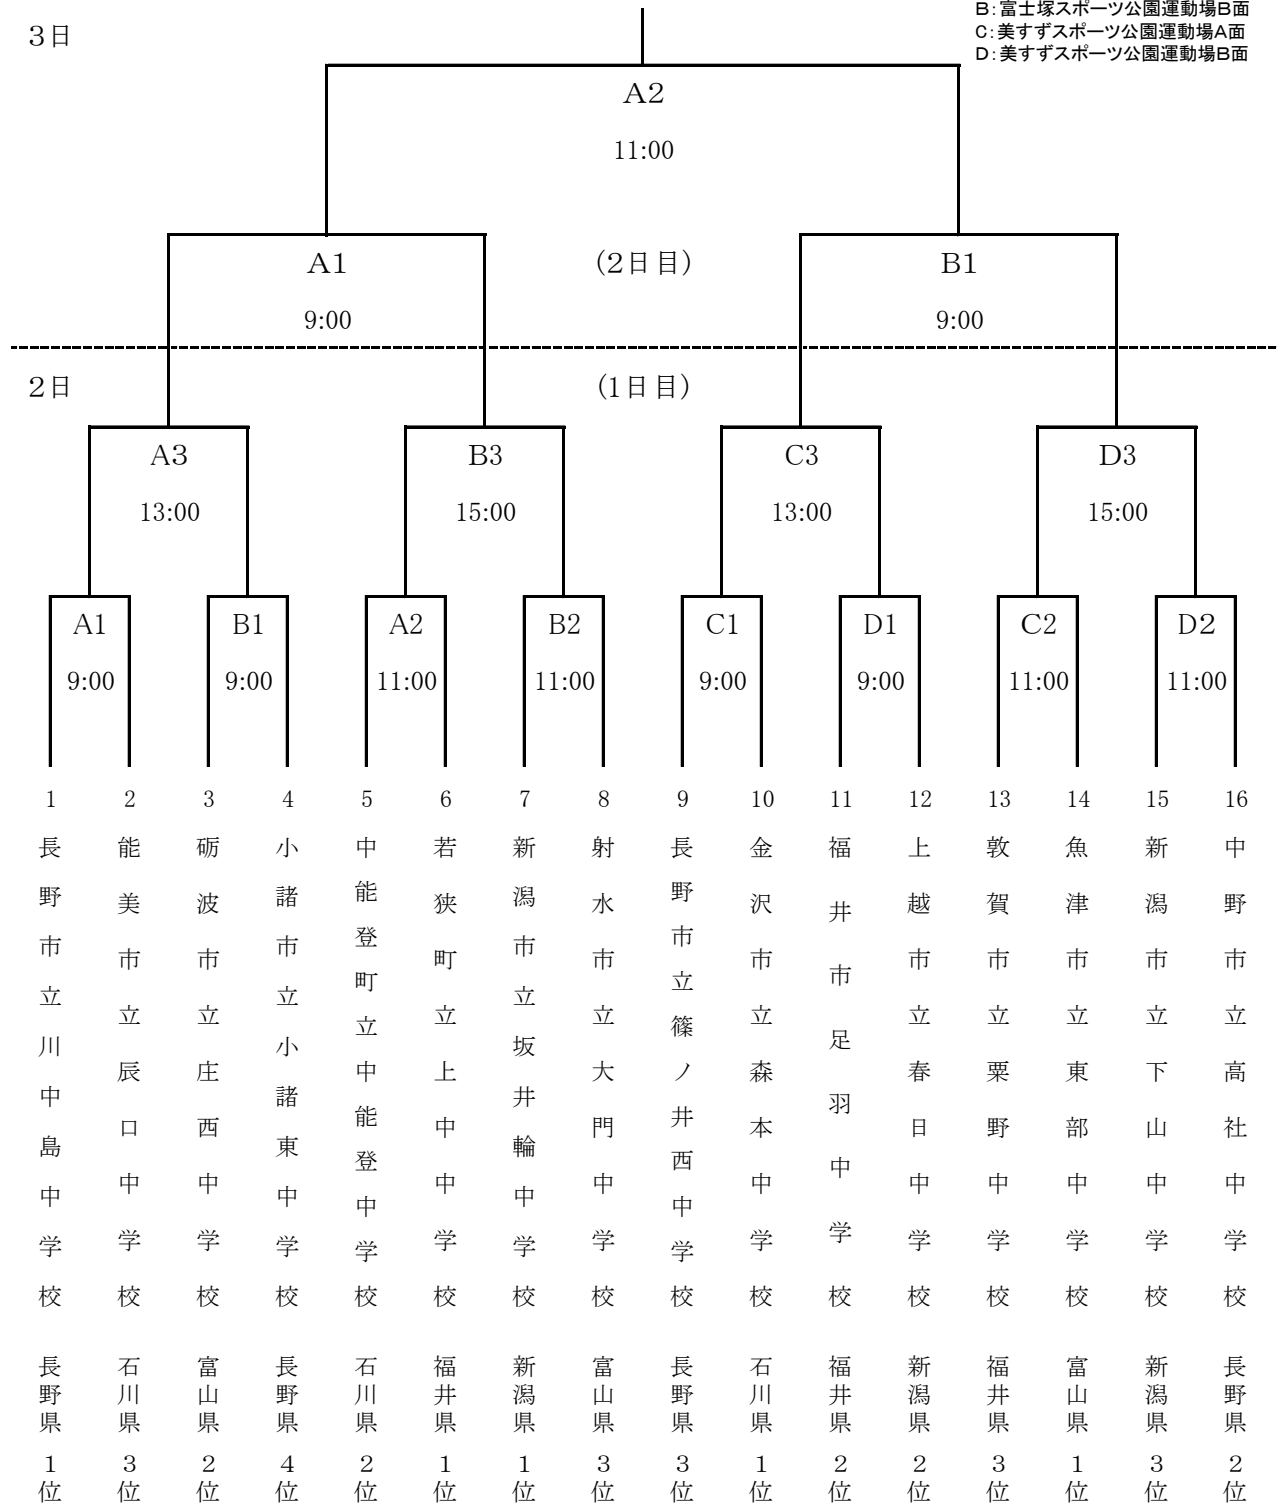 B：富士塚スポーツ公園運動場B面
C：美すずスポーツ公園運動場A面
D：美すずスポーツ公園運動場B面
3日
A2
11:00
A1
(2日目)
B1
9:00
9:00
2日
(1日目)
A3
B3
C3
D3
13:00
15:00
13:00
15:00
A1
B1
A2
B2
C1
D1
C2
D2
9:00
9:00
11:00
11:00
9:00
9:00
11:00
11:00
1
長野市立川中島中学校
長野県
1位
2
能美市立辰口中学校
石川県
3位
3
砺波市立庄西中学校
富山県
2位
4
小諸市立小諸東中学校
長野県
4位
5
中能登町立中能登中学校
石川県
2位
6
若狭町立上中中学校
福井県
1位
7
新潟市立坂井輪中学校
新潟県
1位
8
射水市立大門中学校
富山県
3位
9
長野市立篠ノ井西中学校
長野県
3位
10
金沢市立森本中学校
石川県
1位
11
福井市足羽中学校
福井県
2位
12
上越市立春日中学校
新潟県
2位
13
敦賀市立粟野中学校
福井県
3位
14
魚津市立東部中学校
富山県
1位
15
新潟市立下山中学校
新潟県
3位
16
中野市立高社中学校
長野県
2位